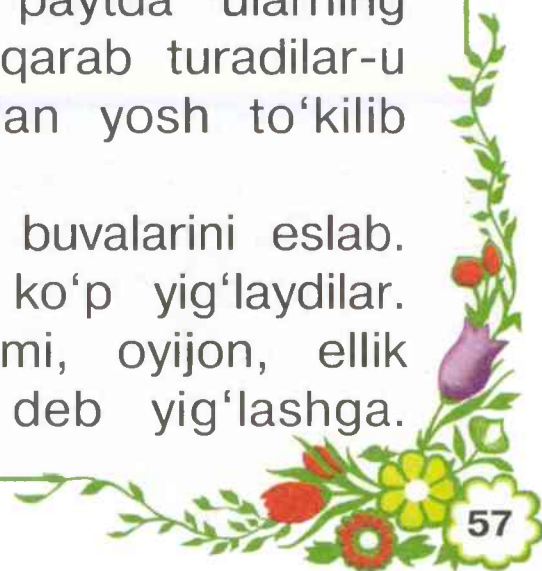 paytda ularning
qarab turadilar-u
an yosh to‘kilib
buvalarini eslab.
ko‘p yig‘laydilar.
mi, oyijon, ellik
deb yig‘lashga.
57